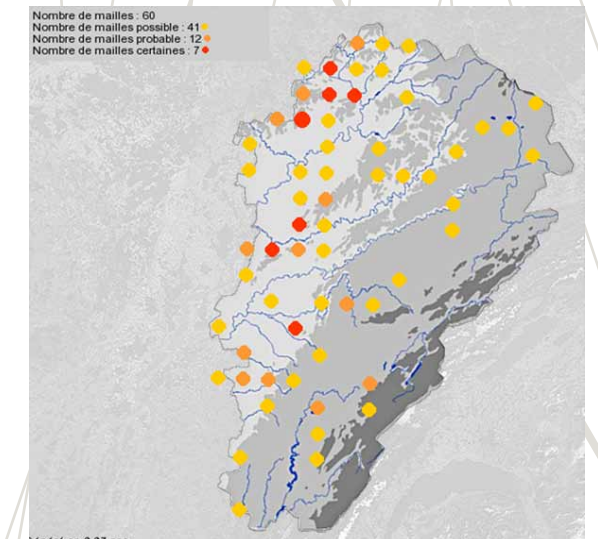 Nombre de mailles : 60
Nombre de mailles possible : 41
Nombre de mailles probable : 12
Nombre de mailles certaines : 7